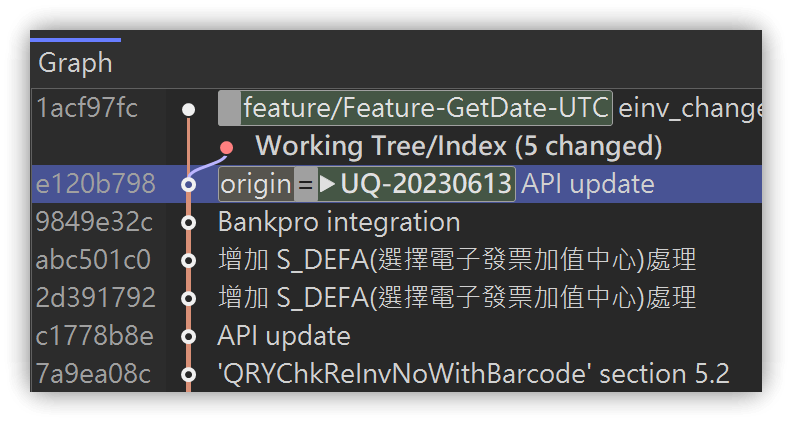 Graph
1acf97fc feature/Feature-GetDate-UTC einv_change
Working Tree/Index (5 changed)
e120b798 origin = ▶ UQ-20230613 API update
9849e32c Bankpro integration
abc501c0 增加 S_DEFA(選擇電子發票加值中心)處理
2d391792 增加 S_DEFA(選擇電子發票加值中心)處理
c1778b8e API update
7a9ea08c 'QRYChkReInvNoWithBarcode' section 5.2